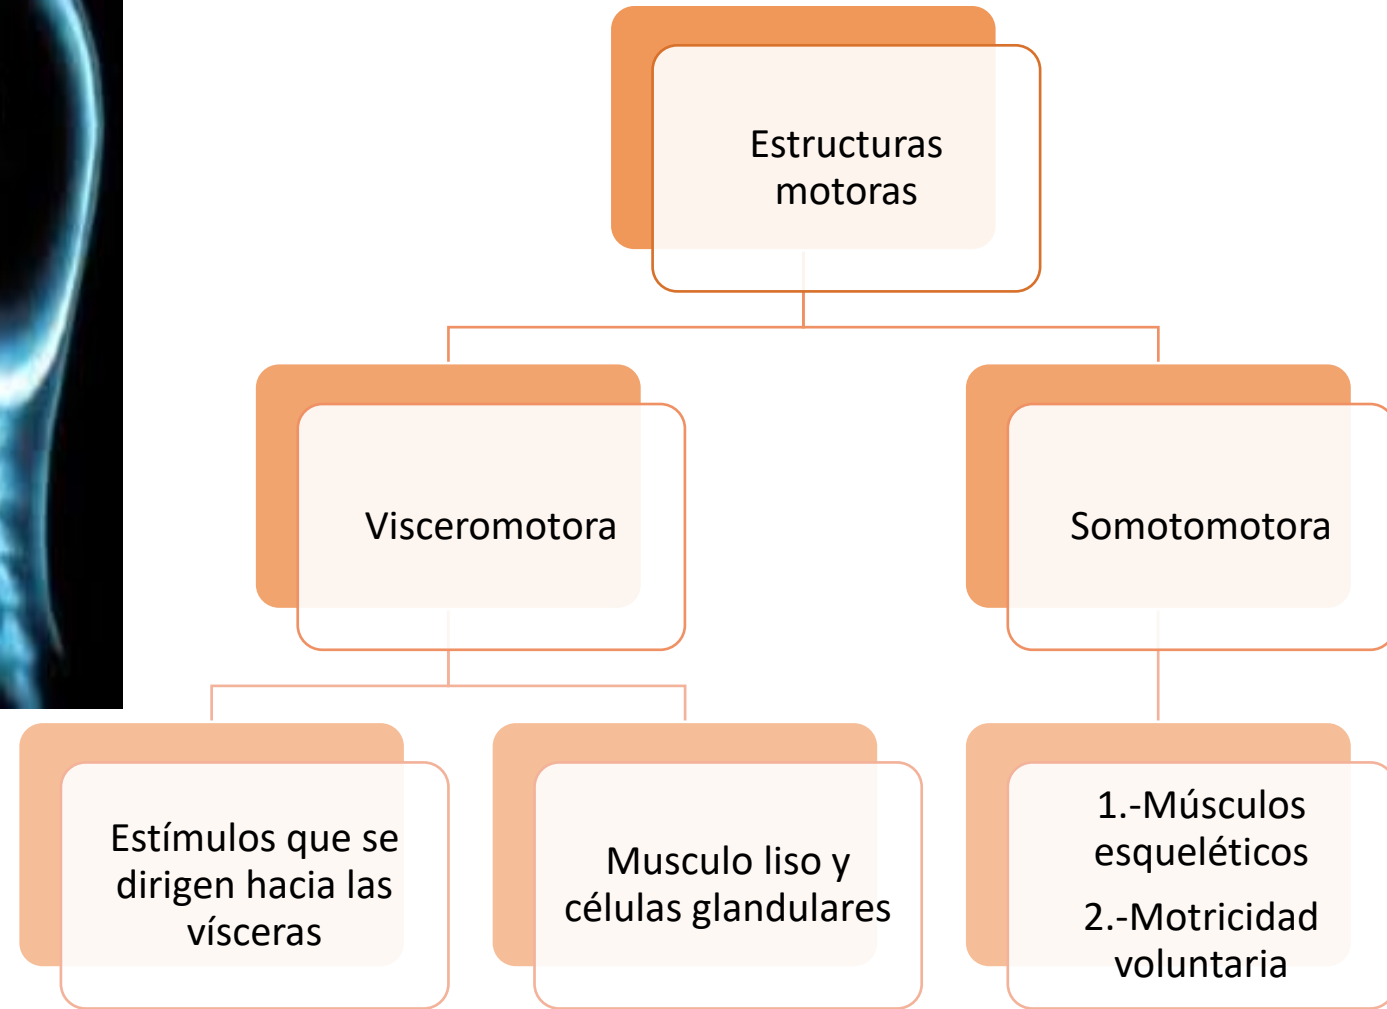 Estructuras
motoras
Visceromotora
Somotomotora
Estímulos que se
dirigen hacia las
vísceras
Musculo liso y
células glandulares
1.-Músculos
esqueléticos
2.-Motricidad
voluntaria